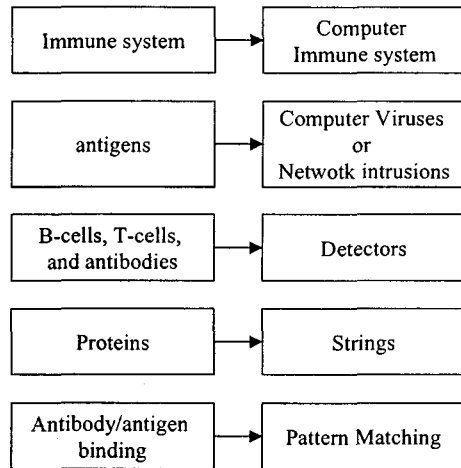 Immune system
Computer
Immune system
antigens
Computer Viruses
or
Netwotk intrusions
B-cells, T-cells,
and antibodies
Detectors
Proteins
Strings
Antibody/antigen
binding
Pattern Matching